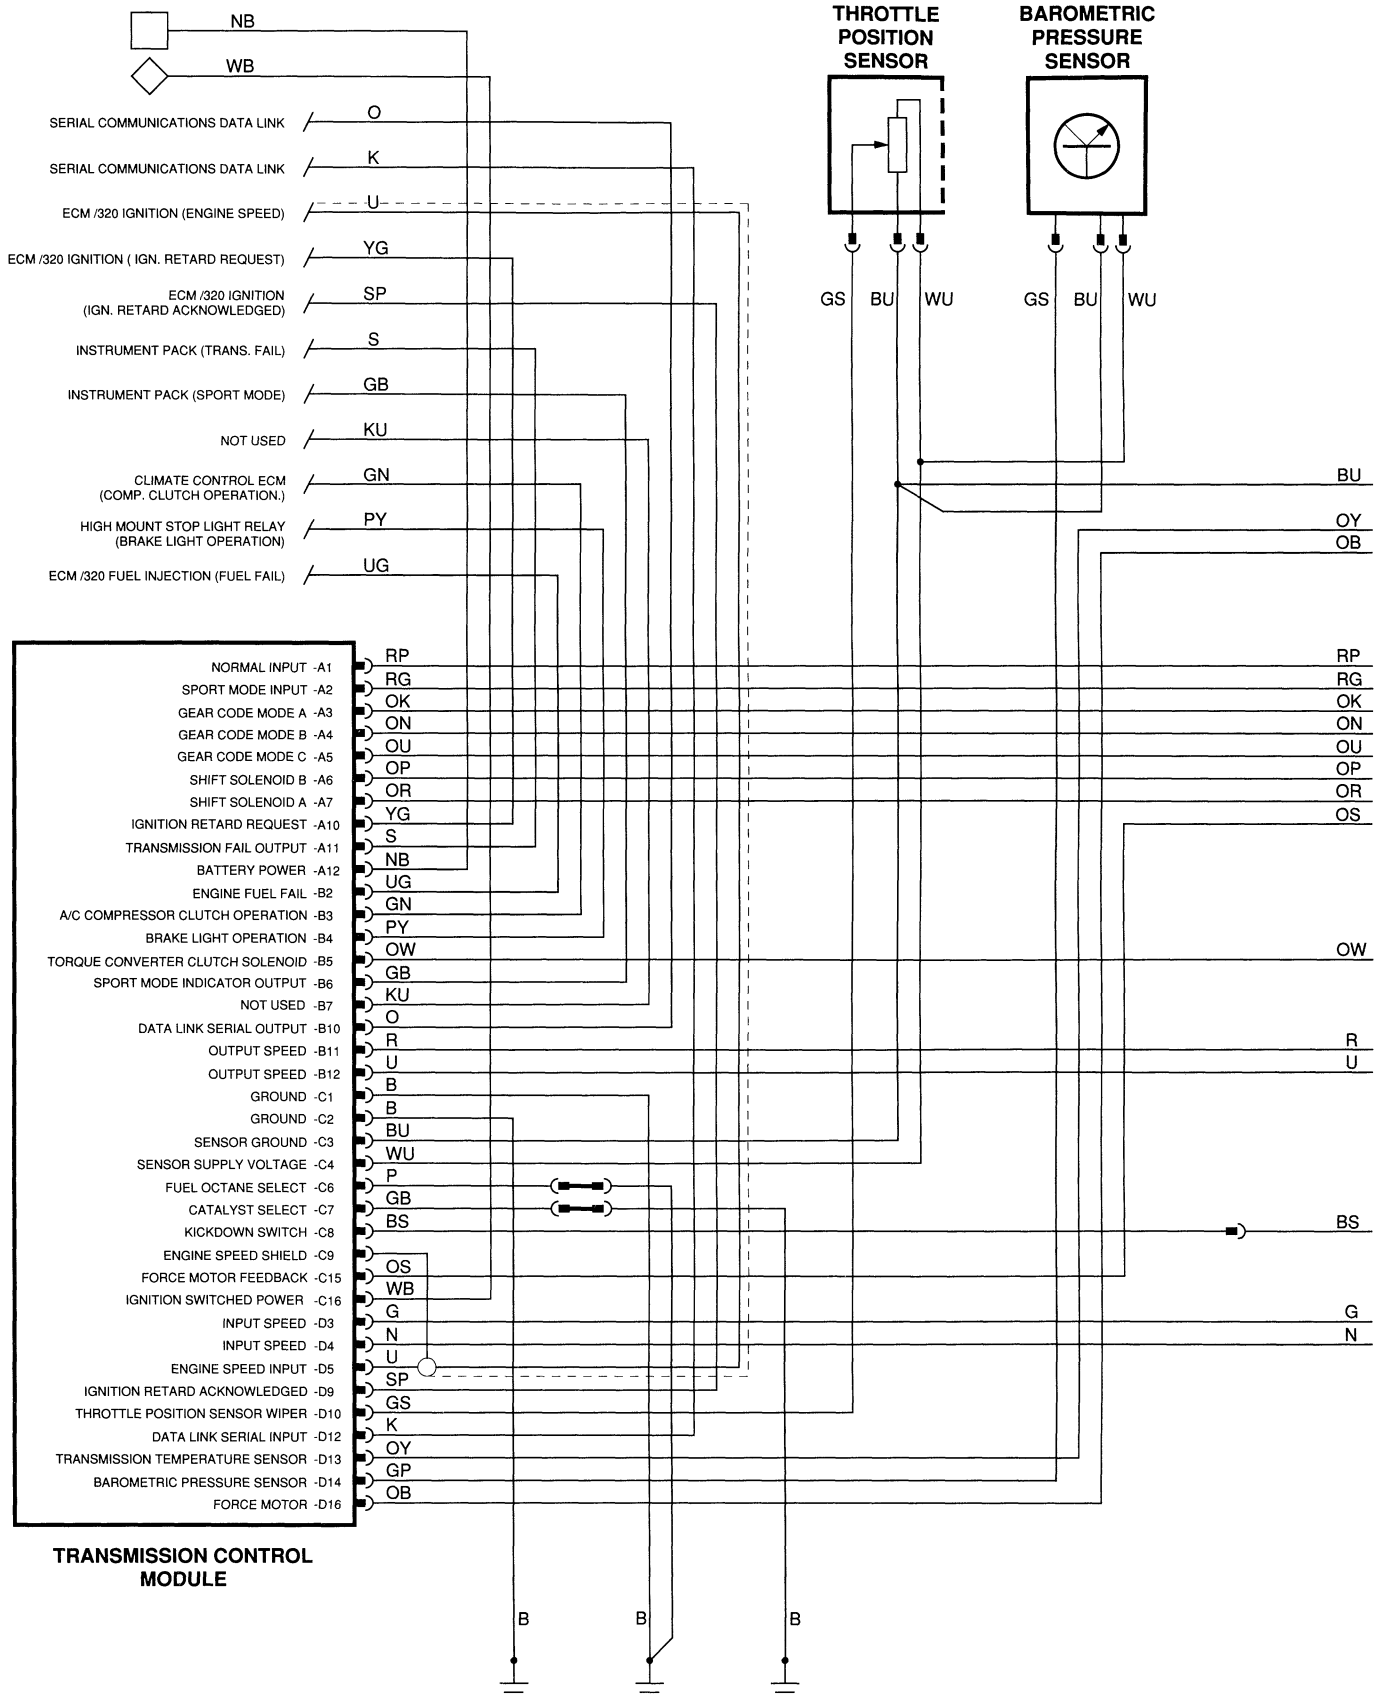 NB
WB
THROTTLE
POSITION
SENSOR
BAROMETRIC
PRESSURE
SENSOR
SERIAL COMMUNICATIONS DATA LINK
O
SERIAL COMMUNICATIONS DATA LINK
K
ECM /320 IGNITION (ENGINE SPEED)
U
ECM /320 IGNITION ( IGN. RETARD REQUEST)
YG
ECM /320 IGNITION
(IGN. RETARD ACKNOWLEDGED)
SP
GS BU WU
GS BU WU
INSTRUMENT PACK (TRANS. FAIL)
S
INSTRUMENT PACK (SPORT MODE)
GB
NOT USED
KU
CLIMATE CONTROL ECM
(COMP. CLUTCH OPERATION.)
GN
BU
HIGH MOUNT STOP LIGHT RELAY
(BRAKE LIGHT OPERATION)
PY
OY
OB
ECM /320 FUEL INJECTION (FUEL FAIL)
UG
NORMAL INPUT -A1 RP RP
SPORT MODE INPUT -A2 RG RG
GEAR CODE MODE A -A3 OK OK
GEAR CODE MODE B -A4 ON ON
GEAR CODE MODE C -A5 OU OU
SHIFT SOLENOID B -A6 OP OP
SHIFT SOLENOID A -A7 OR OR
IGNITION RETARD REQUEST -A10 YG OS
TRANSMISSION FAIL OUTPUT -A11 S
BATTERY POWER -A12 NB
ENGINE FUEL FAIL -B2 UG
A/C COMPRESSOR CLUTCH OPERATION -B3 GN
BRAKE LIGHT OPERATION -B4 PY
TORQUE CONVERTER CLUTCH SOLENOID -B5 OW OW
SPORT MODE INDICATOR OUTPUT -B6 GB
NOT USED -B7 KU
DATA LINK SERIAL OUTPUT -B10 O
OUTPUT SPEED -B11 R R
OUTPUT SPEED -B12 U U
GROUND -C1 B
GROUND -C2 B
SENSOR GROUND -C3 BU
SENSOR SUPPLY VOLTAGE -C4 WU
FUEL OCTANE SELECT -C6 P
CATALYST SELECT -C7 GB
KICKDOWN SWITCH -C8 BS BS
ENGINE SPEED SHIELD -C9
FORCE MOTOR FEEDBACK -C15 OS
IGNITION SWITCHED POWER -C16 WB
INPUT SPEED -D3 G G
INPUT SPEED -D4 N N
ENGINE SPEED INPUT -D5 U
IGNITION RETARD ACKNOWLEDGED -D9 SP
THROTTLE POSITION SENSOR WIPER -D10 GS
DATA LINK SERIAL INPUT -D12 K
TRANSMISSION TEMPERATURE SENSOR -D13 OY
BAROMETRIC PRESSURE SENSOR -D14 GP
FORCE MOTOR -D16 OB
TRANSMISSION CONTROL
MODULE
B B B